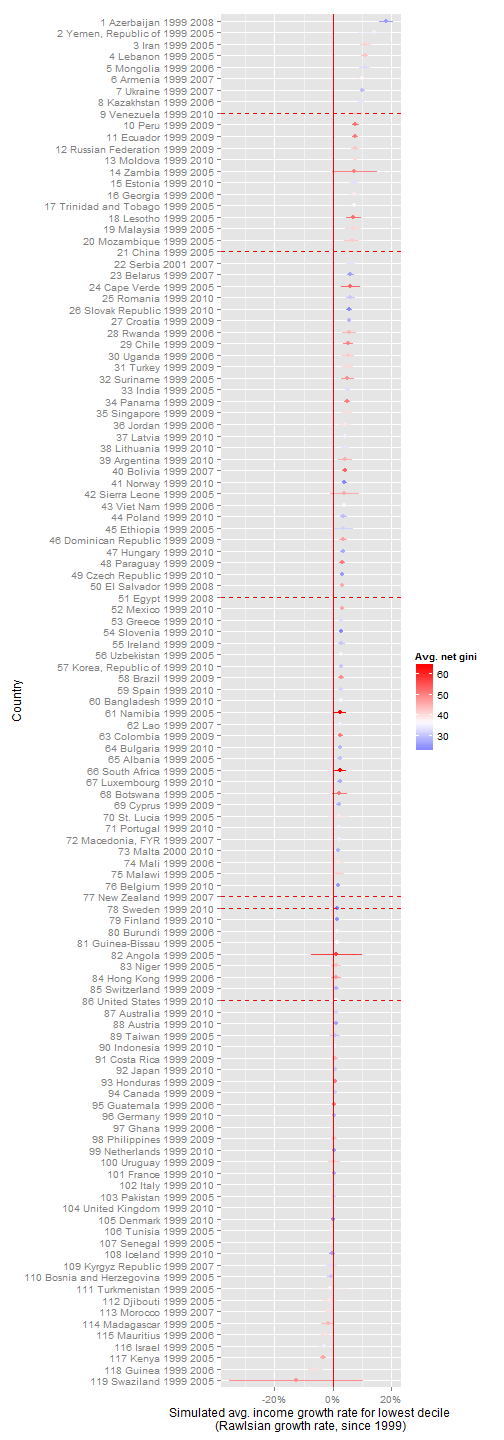 1 Azerbaijan 1999 2008
2 Yemen, Republic of 1999 2005
3 Iran 1999 2005
4 Lebanon 1999 2005
5 Mongolia 1999 2006
6 Armenia 1999 2007
7 Ukraine 1999 2007
8 Kazakhstan 1999 2006
9 Venezuela 1999 2010
10 Peru 1999 2009
11 Ecuador 1999 2009
12 Russian Federation 1999 2009
13 Moldova 1999 2010
14 Zambia 1999 2005
15 Estonia 1999 2010
16 Georgia 1999 2006
17 Trinidad and Tobago 1999 2005
18 Lesotho 1999 2005
19 Malaysia 1999 2005
20 Mozambique 1999 2005
21 China 1999 2005
22 Serbia 2001 2007
23 Belarus 1999 2007
24 Cape Verde 1999 2005
25 Romania 1999 2010
26 Slovak Republic 1999 2010
27 Croatia 1999 2009
28 Rwanda 1999 2006
29 Chile 1999 2009
30 Uganda 1999 2006
31 Turkey 1999 2009
32 Suriname 1999 2005
33 India 1999 2005
34 Panama 1999 2009
35 Singapore 1999 2009
36 Jordan 1999 2006
37 Latvia 1999 2010
38 Lithuania 1999 2010
39 Argentina 1999 2010
40 Bolivia 1999 2007
41 Norway 1999 2010
42 Sierra Leone 1999 2005
43 Viet Nam 1999 2006
44 Poland 1999 2010
45 Ethiopia 1999 2005
46 Dominican Republic 1999 2009
47 Hungary 1999 2010
48 Paraguay 1999 2009
49 Czech Republic 1999 2010
50 El Salvador 1999 2008
51 Egypt 1999 2008
52 Mexico 1999 2010
53 Greece 1999 2010
54 Slovenia 1999 2010
55 Ireland 1999 2009
56 Uzbekistan 1999 2005
57 Korea, Republic of 1999 2010
58 Brazil 1999 2009
59 Spain 1999 2010
60 Bangladesh 1999 2010
61 Namibia 1999 2005
62 Lao 1999 2007
63 Colombia 1999 2009
64 Bulgaria 1999 2010
65 Albania 1999 2005
66 South Africa 1999 2005
67 Luxembourg 1999 2010
68 Botswana 1999 2005
69 Cyprus 1999 2009
70 St. Lucia 1999 2005
71 Portugal 1999 2010
72 Macedonia, FYR 1999 2007
73 Malta 2000 2010
74 Mali 1999 2006
75 Malawi 1999 2005
76 Belgium 1999 2010
77 New Zealand 1999 2007
78 Sweden 1999 2010
79 Finland 1999 2010
80 Burundi 1999 2006
81 Guinea-Bissau 1999 2005
82 Angola 1999 2005
83 Niger 1999 2005
84 Hong Kong 1999 2006
85 Switzerland 1999 2009
86 United States 1999 2010
87 Australia 1999 2010
88 Austria 1999 2010
89 Taiwan 1999 2005
90 Indonesia 1999 2010
91 Costa Rica 1999 2009
92 Japan 1999 2010
93 Honduras 1999 2009
94 Canada 1999 2009
95 Guatemala 1999 2006
96 Germany 1999 2010
97 Ghana 1999 2006
98 Philippines 1999 2009
99 Netherlands 1999 2010
100 Uruguay 1999 2009
101 France 1999 2010
102 Italy 1999 2010
103 Pakistan 1999 2005
104 United Kingdom 1999 2010
105 Denmark 1999 2010
106 Tunisia 1999 2005
107 Senegal 1999 2005
108 Iceland 1999 2010
109 Kyrgyz Republic 1999 2007
110 Bosnia and Herzegovina 1999 2005
111 Turkmenistan 1999 2005
112 Djibouti 1999 2005
113 Morocco 1999 2007
114 Madagascar 1999 2005
115 Mauritius 1999 2006
116 Israel 1999 2005
117 Kenya 1999 2005
118 Guinea 1999 2006
119 Swaziland 1999 2005
Country
-20%
0%
20%
Simulated avg. income growth rate for lowest decile
(Rawlsian growth rate, since 1999)
Avg. net gini
60
50
40
30